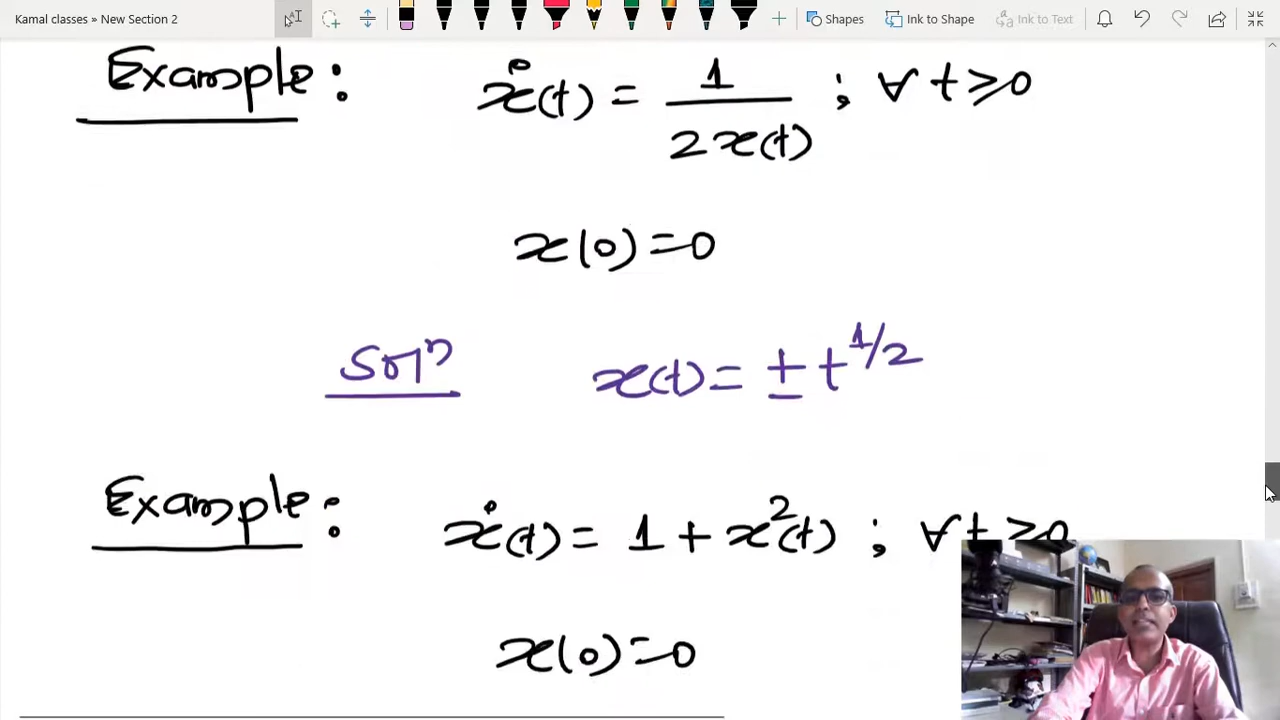 Kamal classes » New Section 2
Shapes
Ink to Shape
Ink to Text
Example: ẋ(t) = 1/2x(t) ; ∀ t ≥ 0
x(0) = 0
Solⁿ x(t) = ± t^1/2
Example: ẋ(t) = 1 + x²(t) ; ∀ t ≥ 0
x(0) = 0